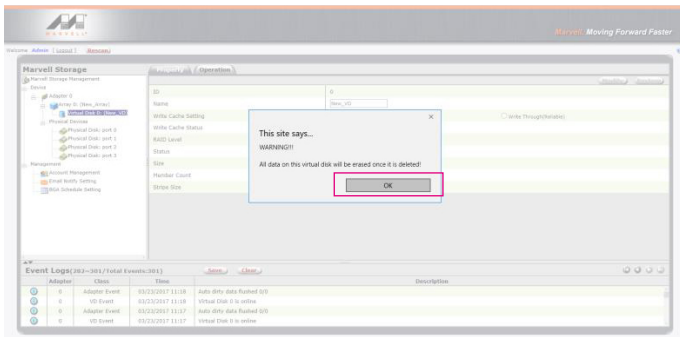 MARVELL
Marvell. Moving Forward Faster
Welcome Admin [ Logout ] Messages
Marvell Storage
Property
Operation
Marvell Storage Management
Device
Adapter 0
Array 0: (New_Array)
Virtual Disk 0: (New_VD)
Physical Devices
Physical Disk: port 0
Physical Disk: port 1
Physical Disk: port 2
Physical Disk: port 3
Management
Account Management
Email Notify Setting
BGA Schedule Setting
ID
0
Name
New_VD
Write Cache Setting
Write Through(Reliable)
Write Cache Status
RAID Level
Status
Size
Member Count
Stripe Size
This site says...
WARNING!!!
All data on this virtual disk will be erased once it is deleted!
OK
Event Logs(282~301/Total Events:301)
Save
Clear
Adapter Class Time Description
0 Adapter Event 03/23/2017 11:18 Auto dirty data flushed 0/0
0 VD Event 03/23/2017 11:18 Virtual Disk 0 is online
0 Adapter Event 03/23/2017 11:17 Auto dirty data flushed 0/0
0 VD Event 03/23/2017 11:17 Virtual Disk 0 is online